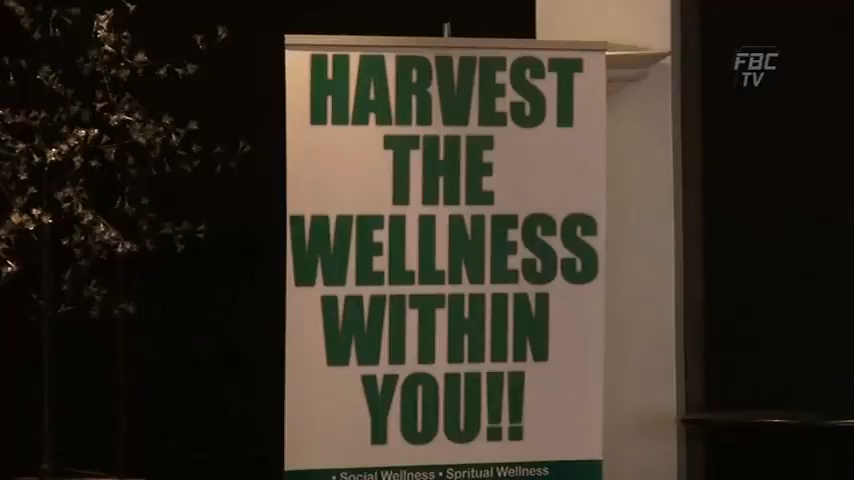 FBC
TV
HARVEST
THE
WELLNESS
WITHIN
YOU!!
• Social Wellness • Spritual Wellness